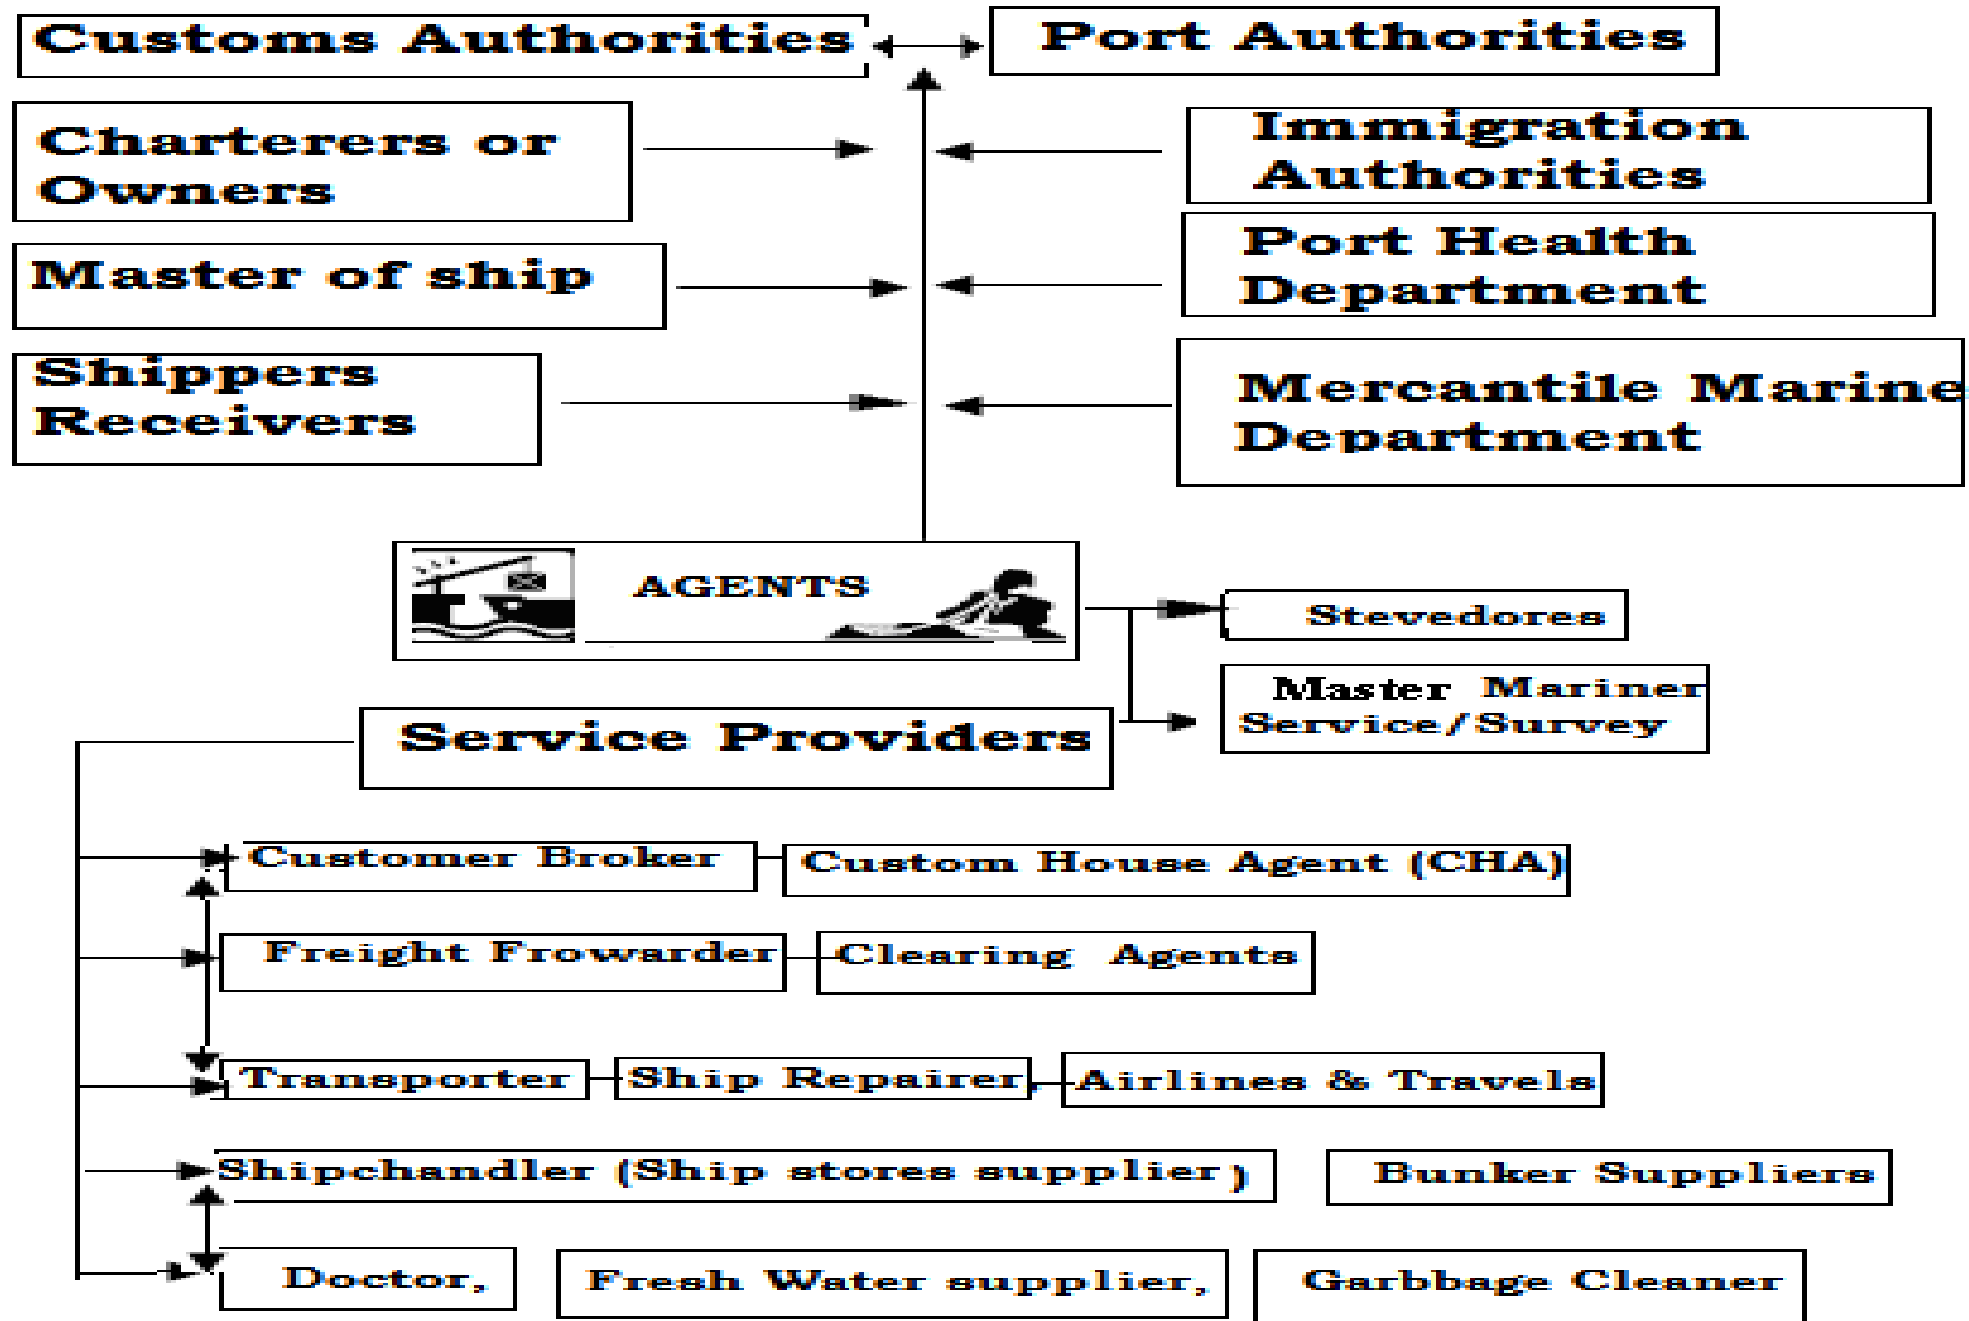 Customs Authorities
Port Authorities
Charterers or
Owners
Immigration
Authorities
Master of ship
Port Health
Department
Shippers
Receivers
Mercantile Marine
Department
AGENTS
Stevedores
Master Mariner
Service/Survey
Service Providers
Customer Broker
Custom House Agent (CHA)
Freight Frowarder
Clearing Agents
Transporter
Ship Repairer,
Airlines & Travels
Shipchandler (Ship stores supplier)
Bunker Suppliers
Doctor,
Fresh Water supplier,
Garbbage Cleaner